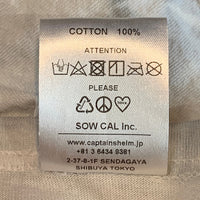 COTTON 100%
ATTENTION
PLEASE
SOW CAL Inc.
www.captainshelm.jp
+81 3 6434 9381
2-37-8-1F SENDAGAYA
SHIBUYA TOKYO